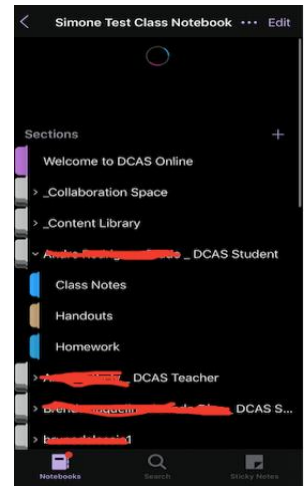 Simone Test Class Notebook ... Edit
Sections +
Welcome to DCAS Online
_Collaboration Space
_Content Library
_ DCAS Student
Class Notes
Handouts
Homework
_ DCAS Teacher
DCAS S...
Notebooks Search Sticky Notes